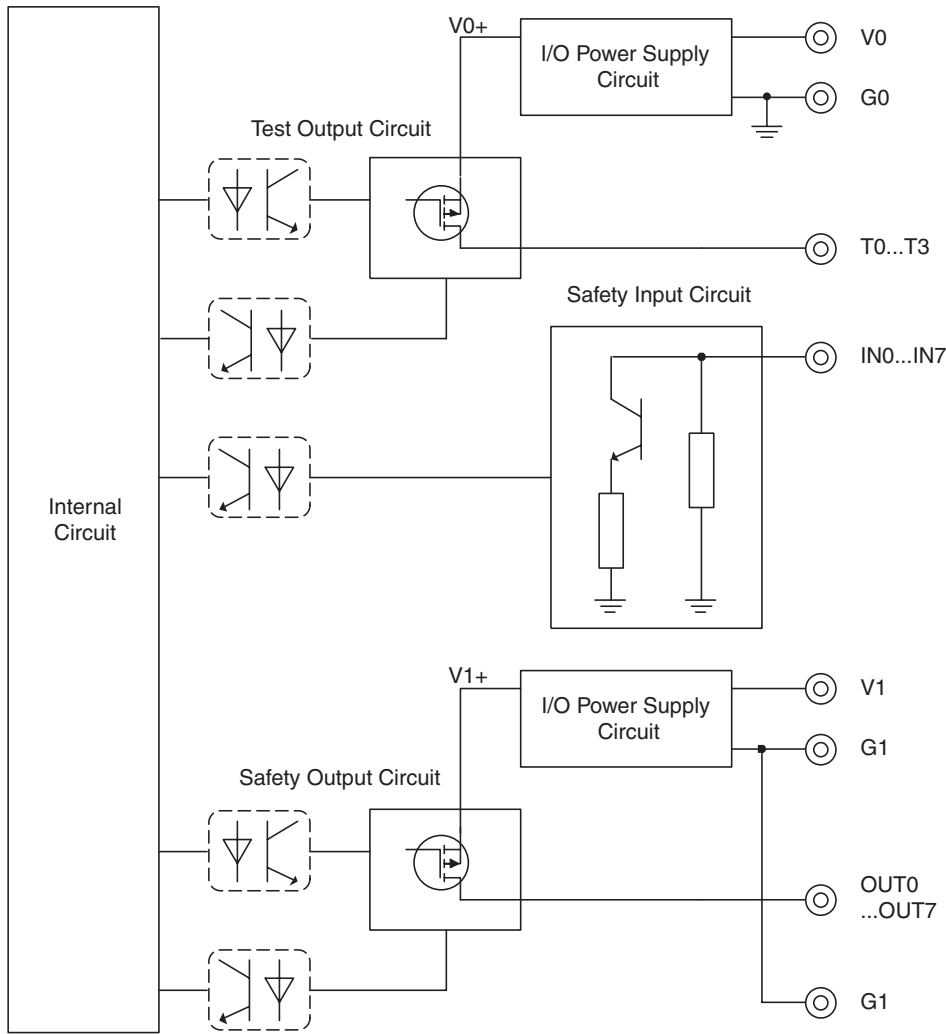 V0+
I/O Power Supply
Circuit
V0
G0
Test Output Circuit
T0...T3
Safety Input Circuit
IN0...IN7
Internal
Circuit
V1+
I/O Power Supply
Circuit
V1
G1
Safety Output Circuit
OUT0
...OUT7
G1